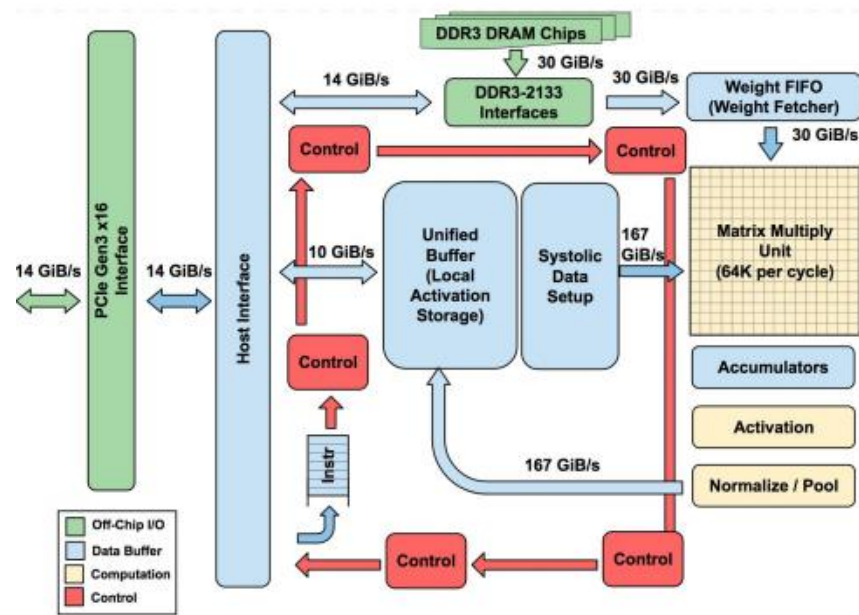 DDR3 DRAM Chips
30 GiB/s
14 GiB/s
DDR3-2133
Interfaces
30 GiB/s
Weight FIFO
(Weight Fetcher)
30 GiB/s
Control
Control
PCIe Gen3 x16
Interface
Host Interface
14 GiB/s
14 GiB/s
10 GiB/s
Unified
Buffer
(Local
Activation
Storage)
Systolic
Data
Setup
167
GiB/s
Matrix Multiply
Unit
(64K per cycle)
Control
Accumulators
Activation
Normalize / Pool
Instr
167 GiB/s
Control
Control
Off-Chip I/O
Data Buffer
Computation
Control